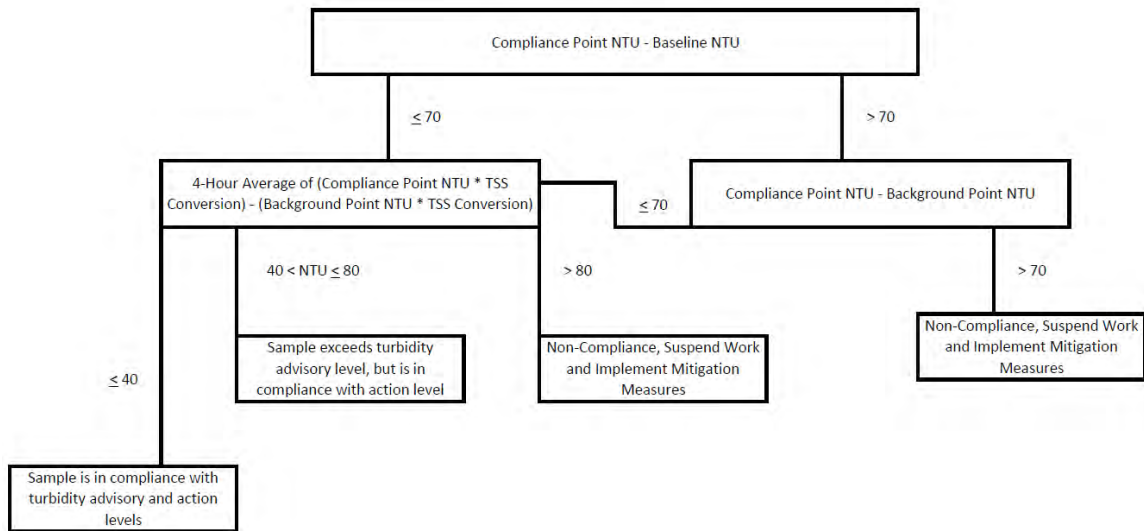 Compliance Point NTU - Baseline NTU
≤ 70
> 70
4-Hour Average of (Compliance Point NTU * TSS
Conversion) - (Background Point NTU * TSS Conversion)
≤ 70
Compliance Point NTU - Background Point NTU
40 < NTU ≤ 80
> 80
> 70
Non-Compliance, Suspend Work
and Implement Mitigation
Measures
Sample exceeds turbidity
advisory level, but is in
compliance with action level
Non-Compliance, Suspend Work
and Implement Mitigation
Measures
≤ 40
Sample is in compliance with
turbidity advisory and action
levels